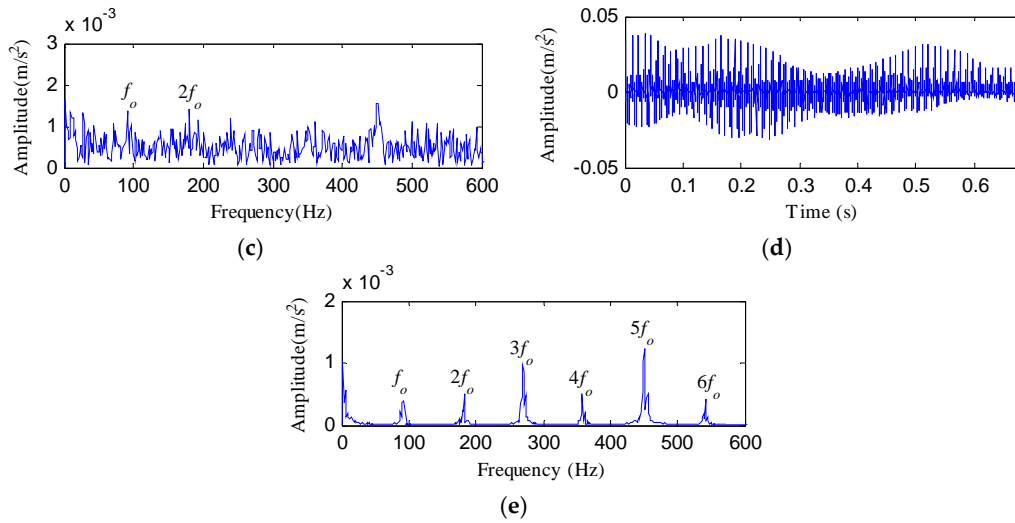 x 10⁻³
Amplitude(m/s²)
3
2
1
0
f_o
2f_o
0 100 200 300 400 500 600
Frequency(Hz)
(c)
Amplitude(m/s²)
0.05
0
-0.05
0 0.1 0.2 0.3 0.4 0.5 0.6
Time (s)
(d)
x 10⁻³
Amplitude(m/s²)
2
1
0
f_o
2f_o
3f_o
4f_o
5f_o
6f_o
0 100 200 300 400 500 600
Frequency (Hz)
(e)